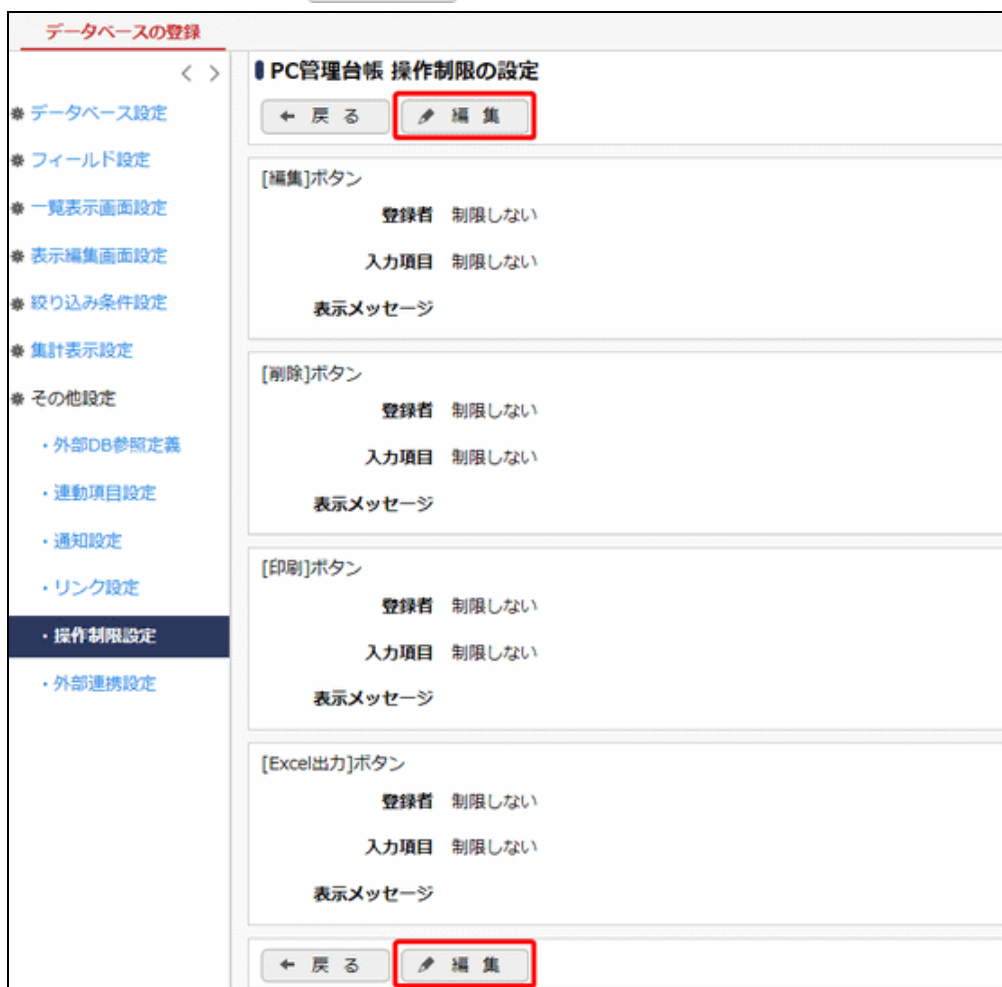 データベースの登録
データベース設定
フィールド設定
一覧表示画面設定
表示編集画面設定
絞り込み条件設定
集計表示設定
その他設定
・外部DB参照定義
・連動項目設定
・通知設定
・リンク設定
・操作制限設定
・外部連携設定
PC管理台帳 操作制限の設定
戻る 編集
[編集]ボタン
登録者 制限しない
入力項目 制限しない
表示メッセージ
[削除]ボタン
登録者 制限しない
入力項目 制限しない
表示メッセージ
[印刷]ボタン
登録者 制限しない
入力項目 制限しない
表示メッセージ
[Excel出力]ボタン
登録者 制限しない
入力項目 制限しない
表示メッセージ
戻る 編集